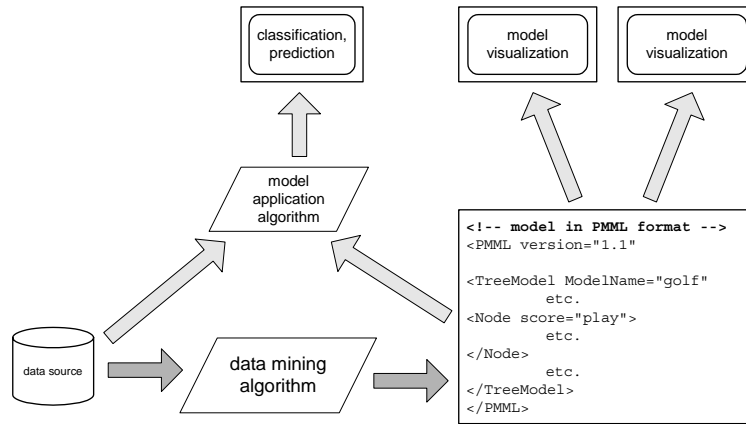 classification,
prediction
model
visualization
model
visualization
model
application
algorithm
<!-- model in PMML format -->
<PMML version="1.1"
<TreeModel ModelName="golf"
etc.
<Node score="play">
etc.
</Node>
etc.
</TreeModel>
</PMML>
data source
data mining
algorithm